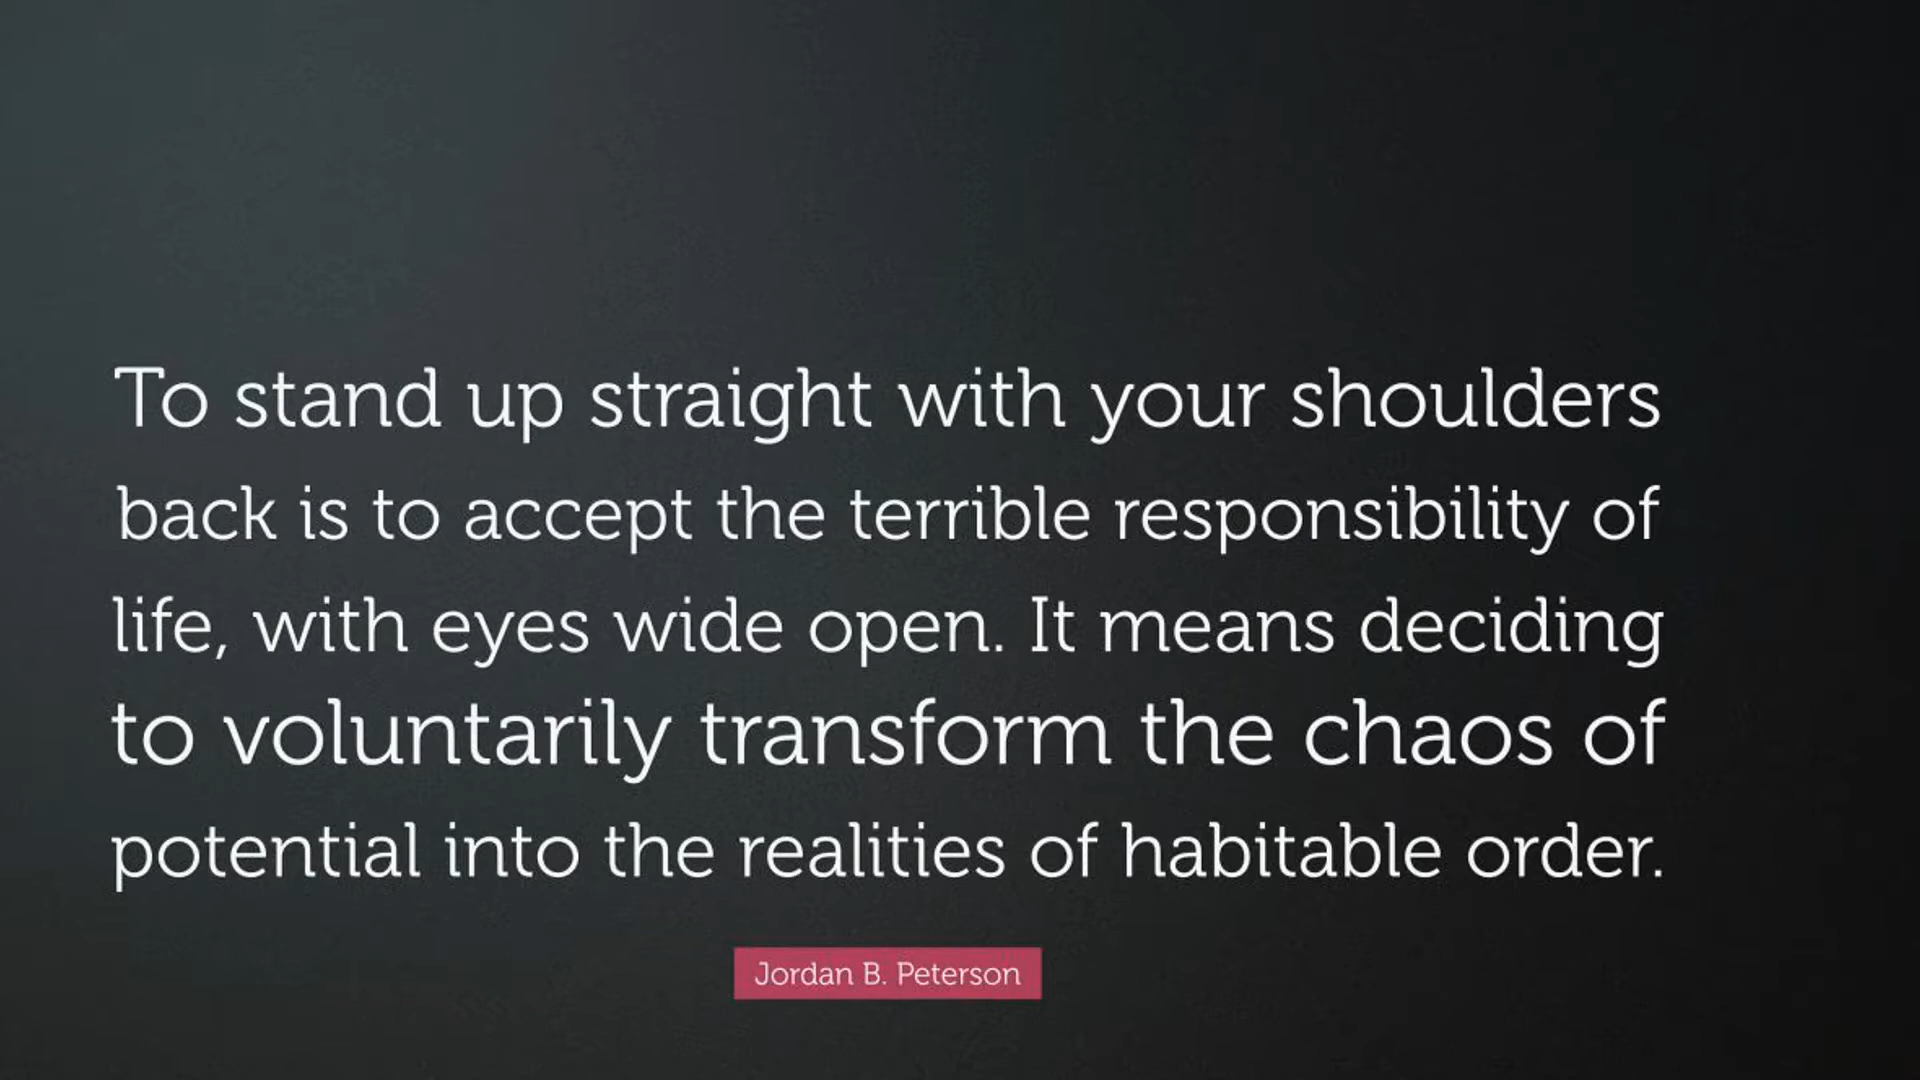 To stand up straight with your shoulders
back is to accept the terrible responsibility of
life, with eyes wide open. It means deciding
to voluntarily transform the chaos of
potential into the realities of habitable order.
Jordan B. Peterson